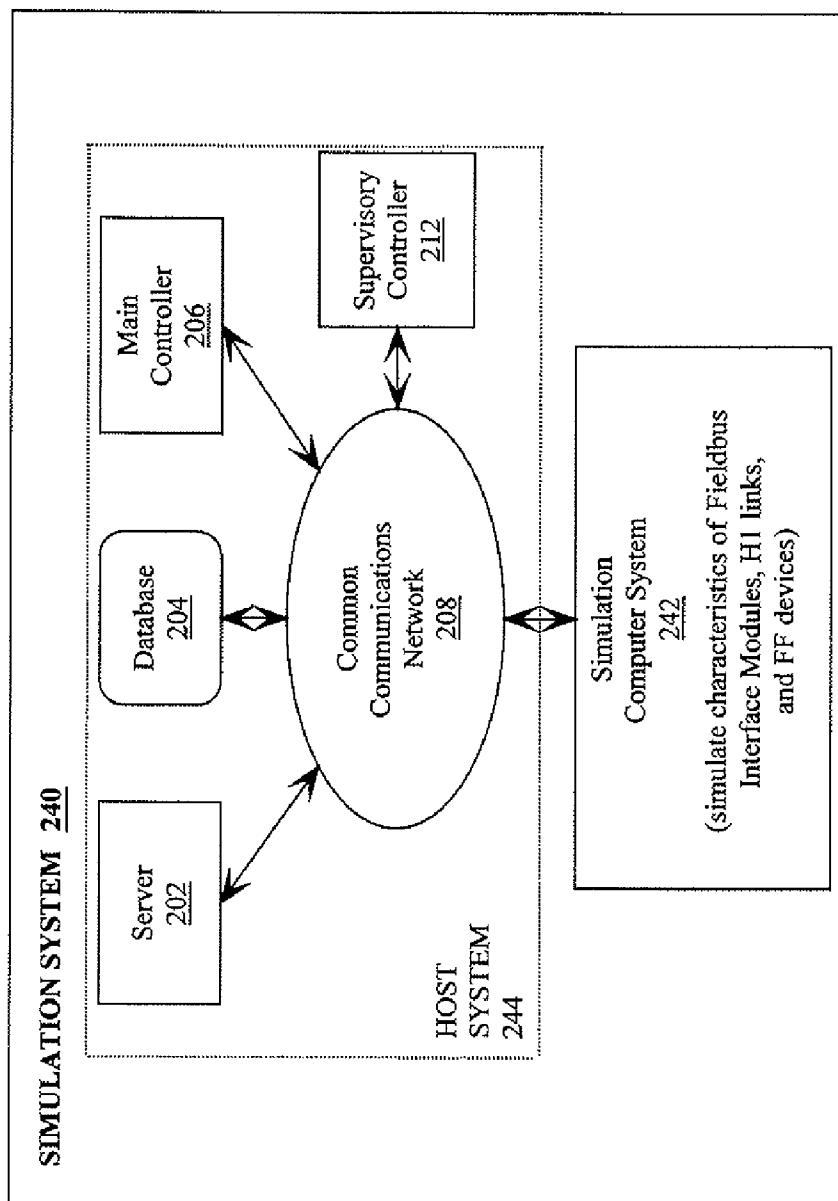 SIMULATION SYSTEM 240
Server
202
Database
204
Main
Controller
206
Common
Communications
Network
208
Supervisory
Controller
212
HOST
SYSTEM
244
Simulation
Computer System
242
(simulate characteristics of Fieldbus
Interface Modules, H1 links,
and FF devices)